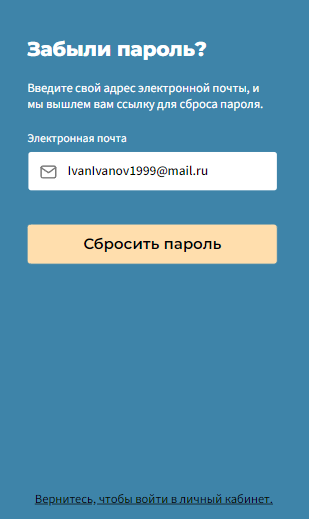 Забыли пароль?
Введите свой адрес электронной почты, и
мы вышлем вам ссылку для сброса пароля.
Электронная почта
IvanIvanov1999@mail.ru
Сбросить пароль
Вернитесь, чтобы войти в личный кабинет.